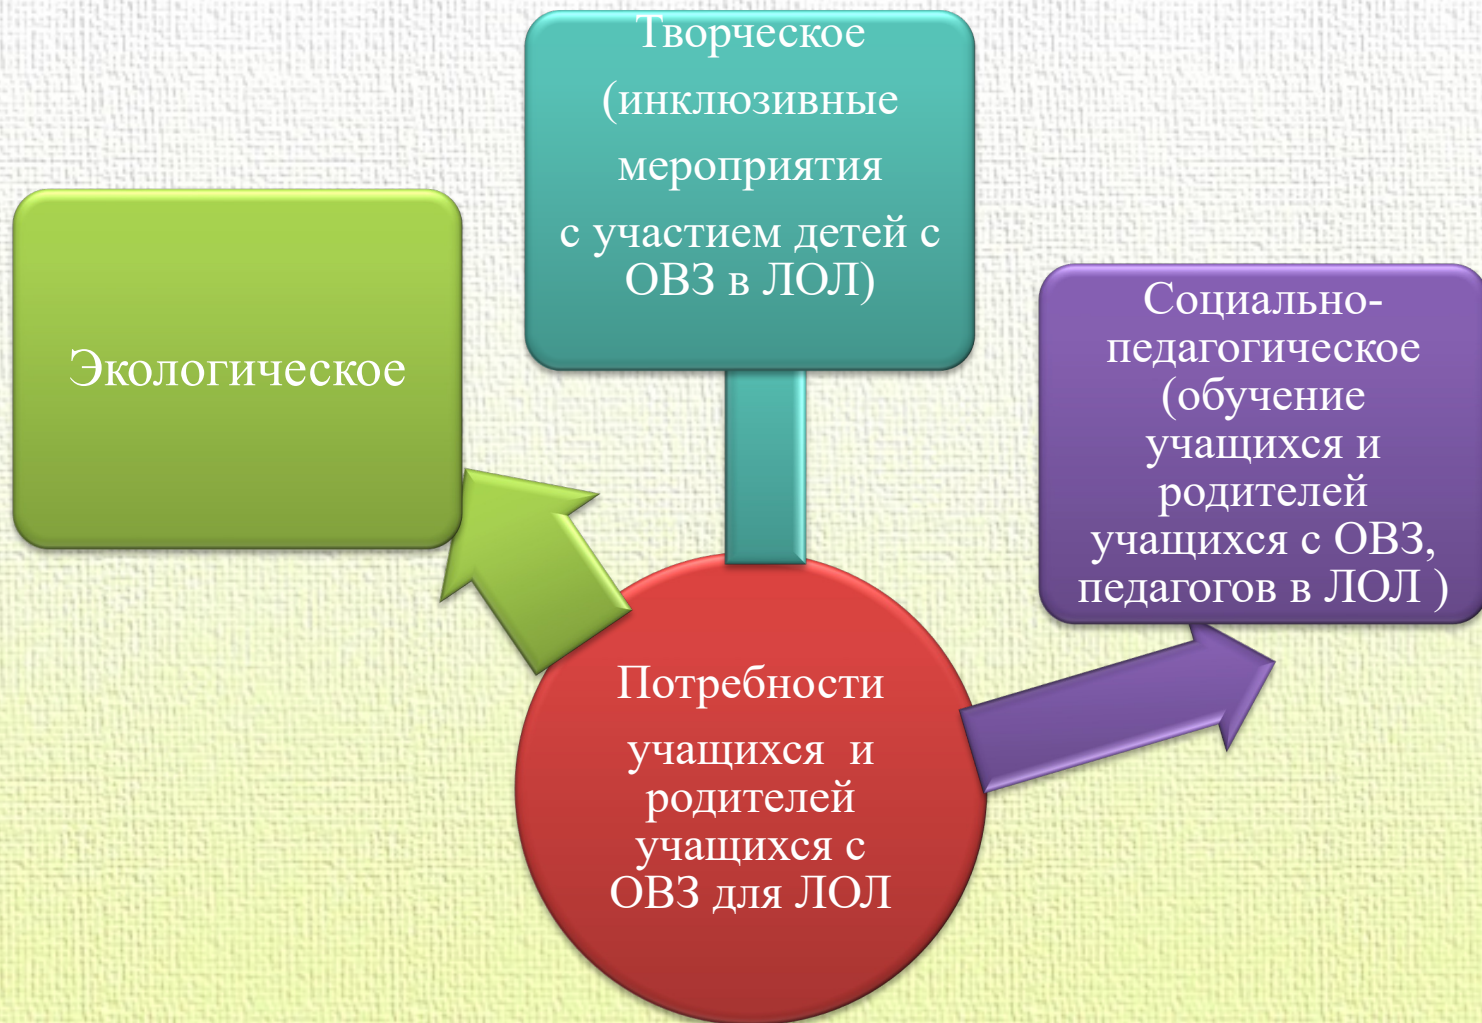 Творческое
(инклюзивные
мероприятия
с участием детей с
ОВЗ в ЛОЛ)
Экологическое
Социально-
педагогическое
(обучение
учащихся и
родителей
учащихся с ОВЗ,
педагогов в ЛОЛ )
Потребности
учащихся  и
родителей
учащихся с
ОВЗ для ЛОЛ